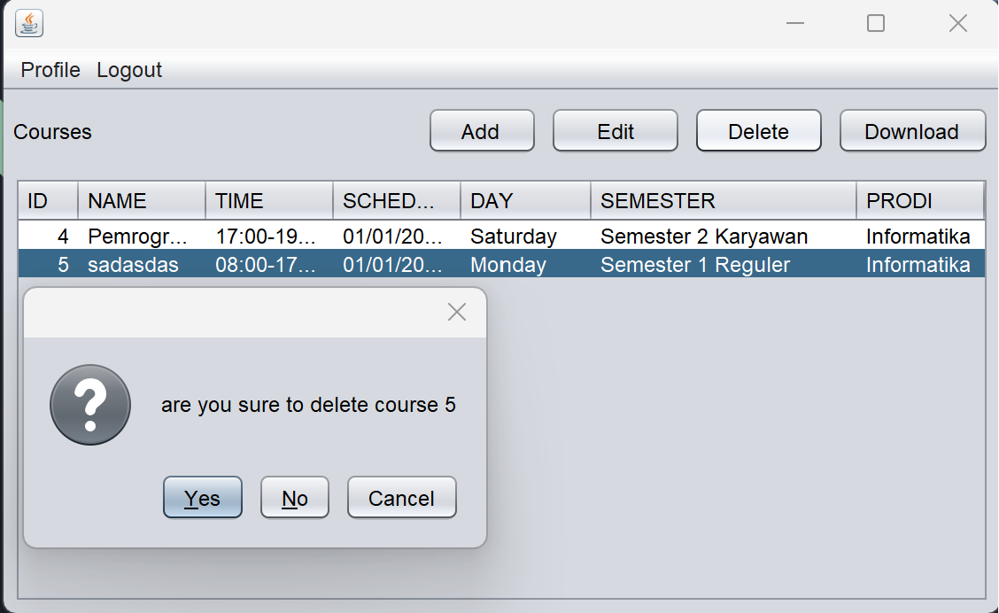 Profile Logout
Courses Add Edit Delete Download
ID NAME TIME SCHED... DAY SEMESTER PRODI
4 Pemrogr... 17:00-19... 01/01/20... Saturday Semester 2 Karyawan Informatika
5 sadasdas 08:00-17... 01/01/20... Monday Semester 1 Reguler Informatika
are you sure to delete course 5
Yes No Cancel